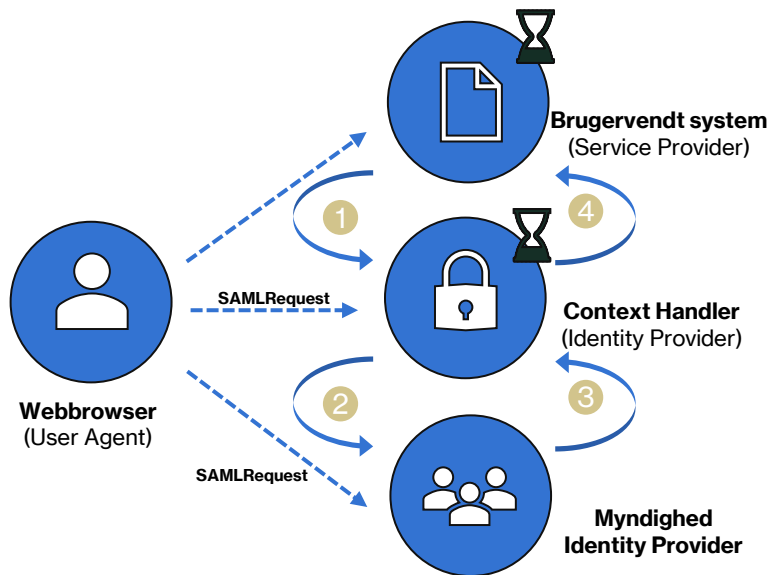 Brugervendt system
(Service Provider)
1
4
SAMLRequest
Context Handler
(Identity Provider)
Webbrowser
(User Agent)
2
3
SAMLRequest
Myndighed
Identity Provider